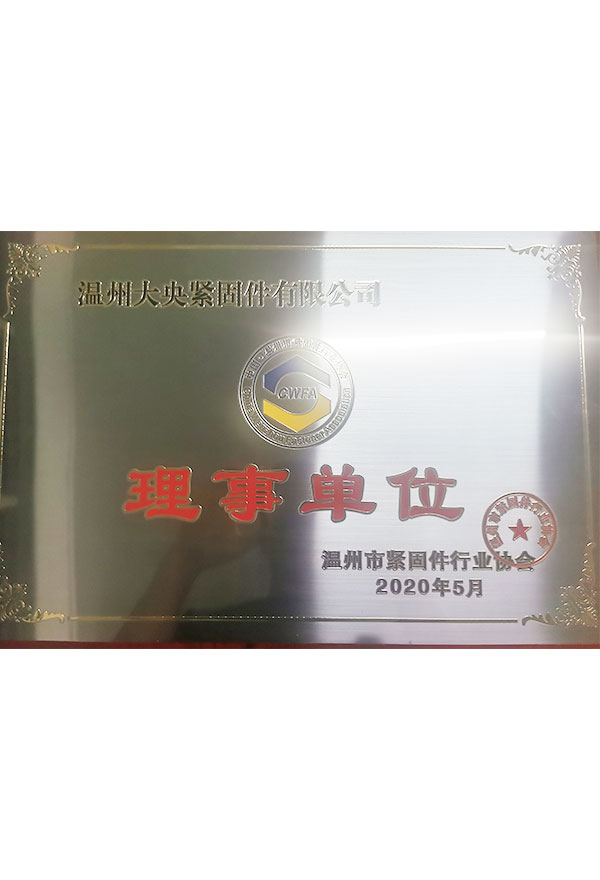 温州大央紧固件有限公司
CWFA
理事单位
温州市紧固件行业协会
2020年5月